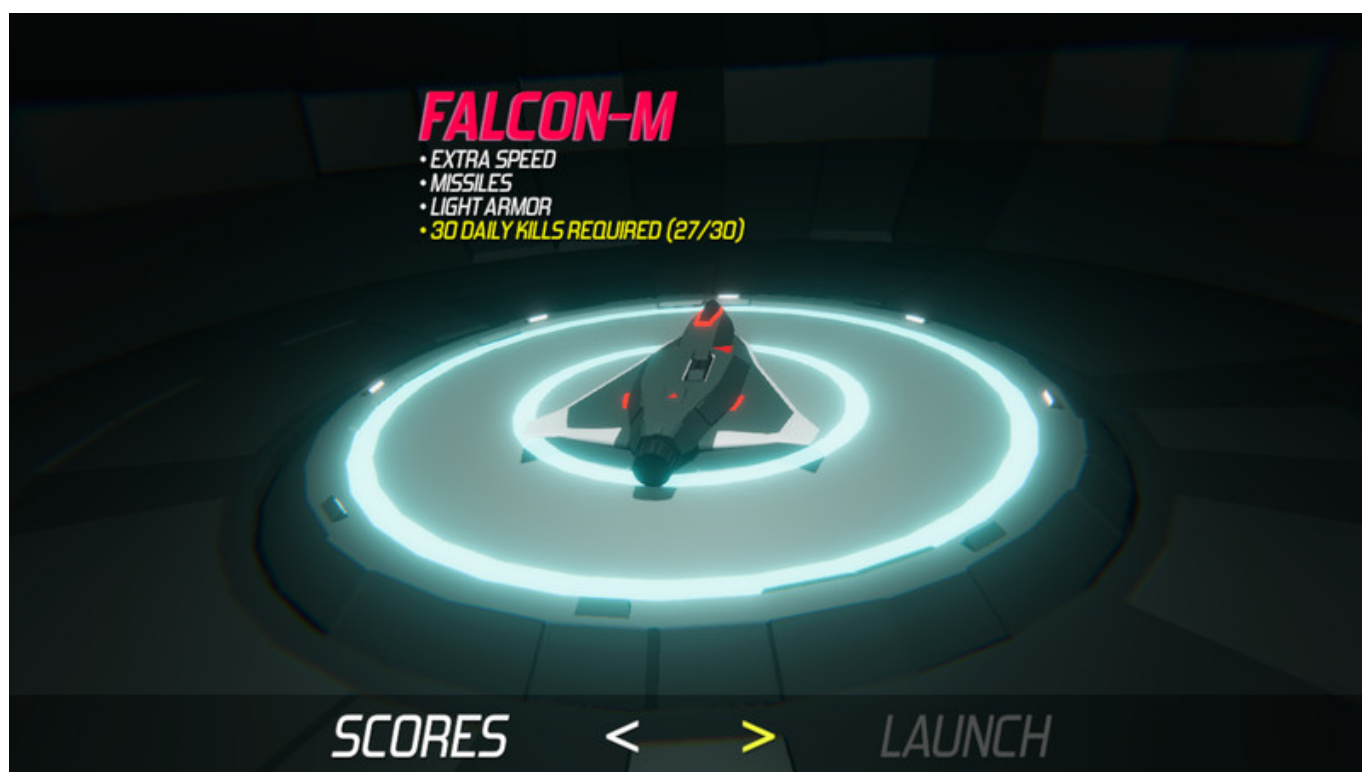 FALCON-M
• EXTRA SPEED
• MISSILES
• LIGHT ARMOR
• 30 DAILY KILLS REQUIRED (27/30)
SCORES < > LAUNCH